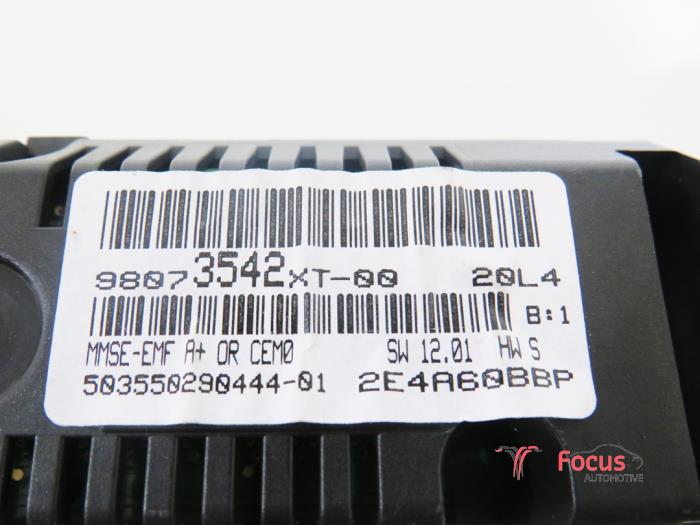 98073542XT-00 20L4
B:1
MMSE-EMF A+ OR CEM0 SW 12.01 HW S
503550290444-01 2E4A60BBP
Focus
AUTOMOTIVE